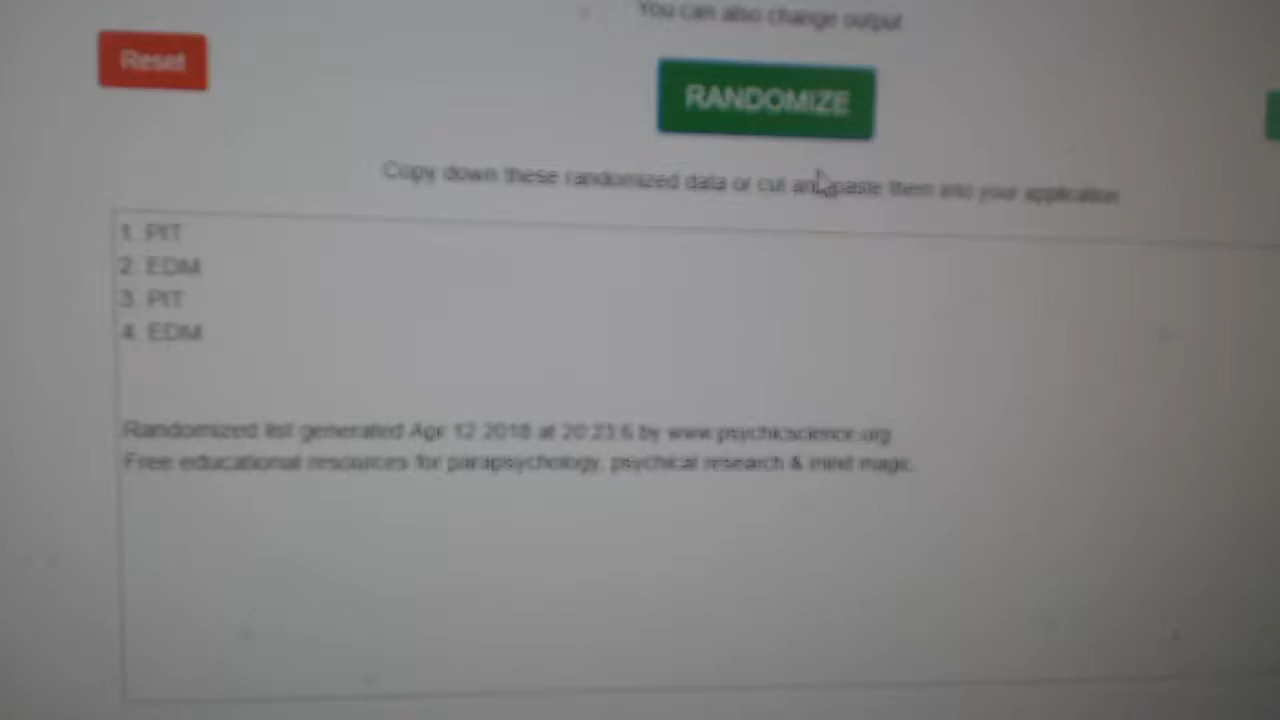 You can also change output
Reset
RANDOMIZE
Copy down these randomized data or cut and paste them into your application
1. PIT
2. EDM
3. PIT
4. EDM
Randomized list generated Apr 12 2018 at 20:23:6 by www.psychicscience.org
Free educational resources for parapsychology, psychical research & mind magic.